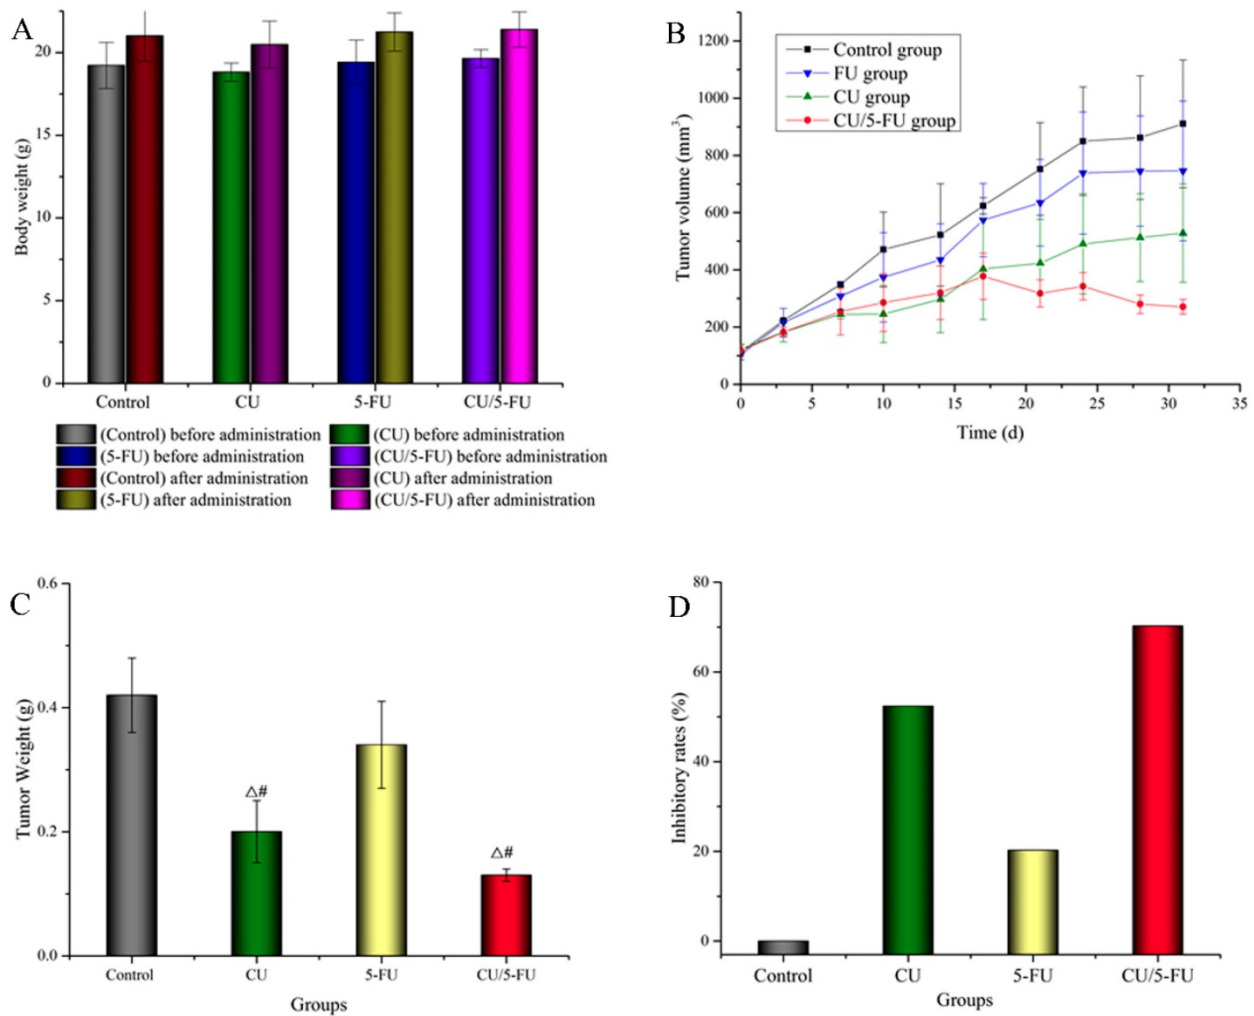 A
Body weight (g)
20
15
10
5
0
Control CU 5-FU CU/5-FU
(Control) before administration (CU) before administration
(5-FU) before administration (CU/5-FU) before administration
(Control) after administration (CU) after administration
(5-FU) after administration (CU/5-FU) after administration
B
Tumor volume (mm³)
1200
1000
800
600
400
200
0
Control group
FU group
CU group
CU/5-FU group
0 5 10 15 20 25 30 35
Time (d)
C
Tumor Weight (g)
0.6
0.4
0.2
0.0
△#
△#
Control CU 5-FU CU/5-FU
Groups
D
Inhibitory rates (%)
80
60
40
20
0
Control CU 5-FU CU/5-FU
Groups